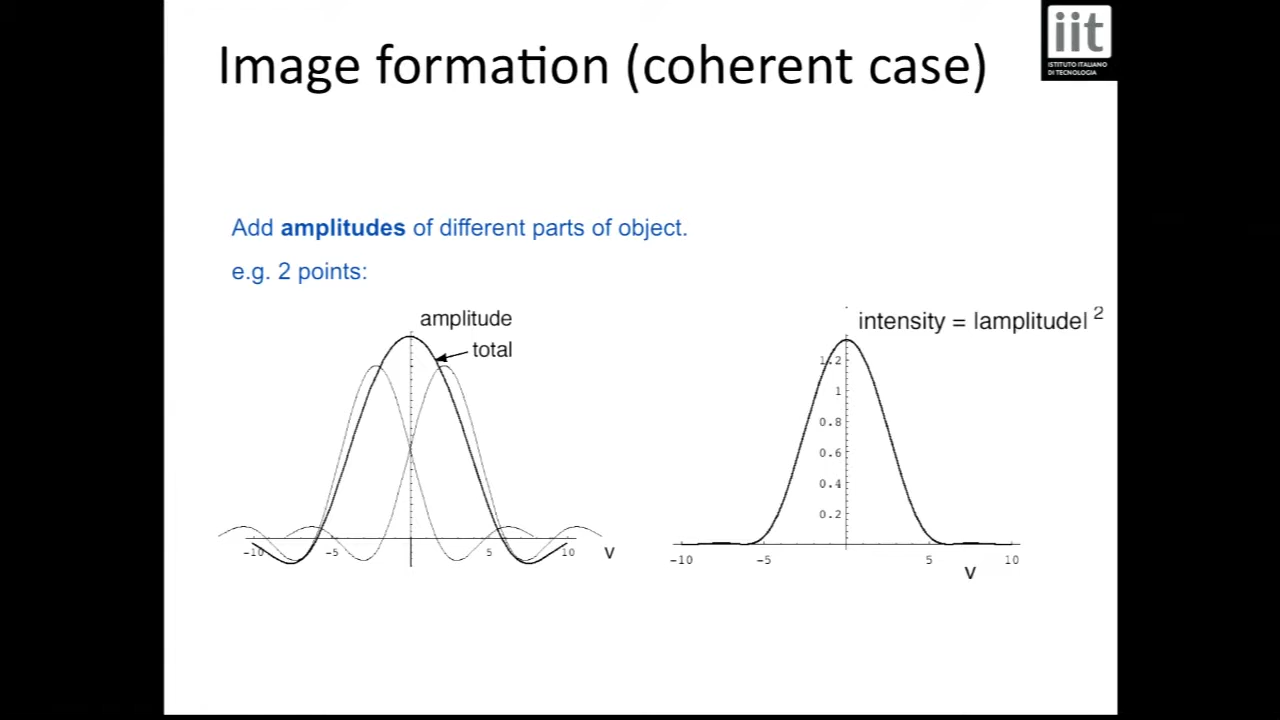 Image formation (coherent case)
iit
ISTITUTO ITALIANO
DI TECNOLOGIA
Add amplitudes of different parts of object.
e.g. 2 points:
amplitude
total
-10 -5 5 10 v
intensity = |amplitude| 2
1.2
1
0.8
0.6
0.4
0.2
-10 -5 5 10
v